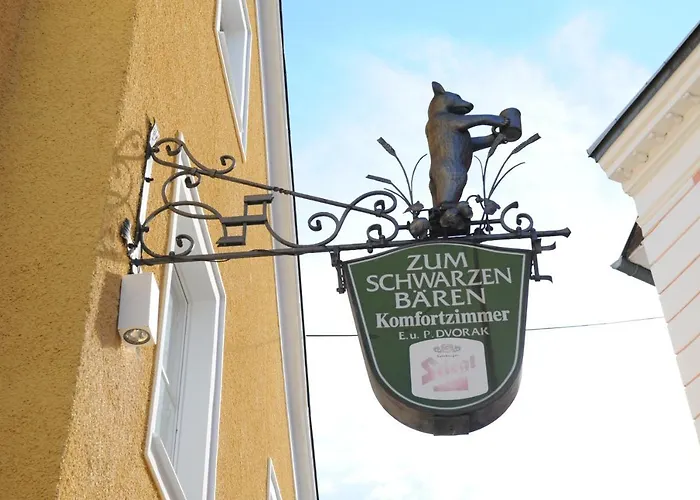 ZUM
SCHWARZEN
BÄREN
Komfortzimmer
E. u. P. DVORAK
Stiegl